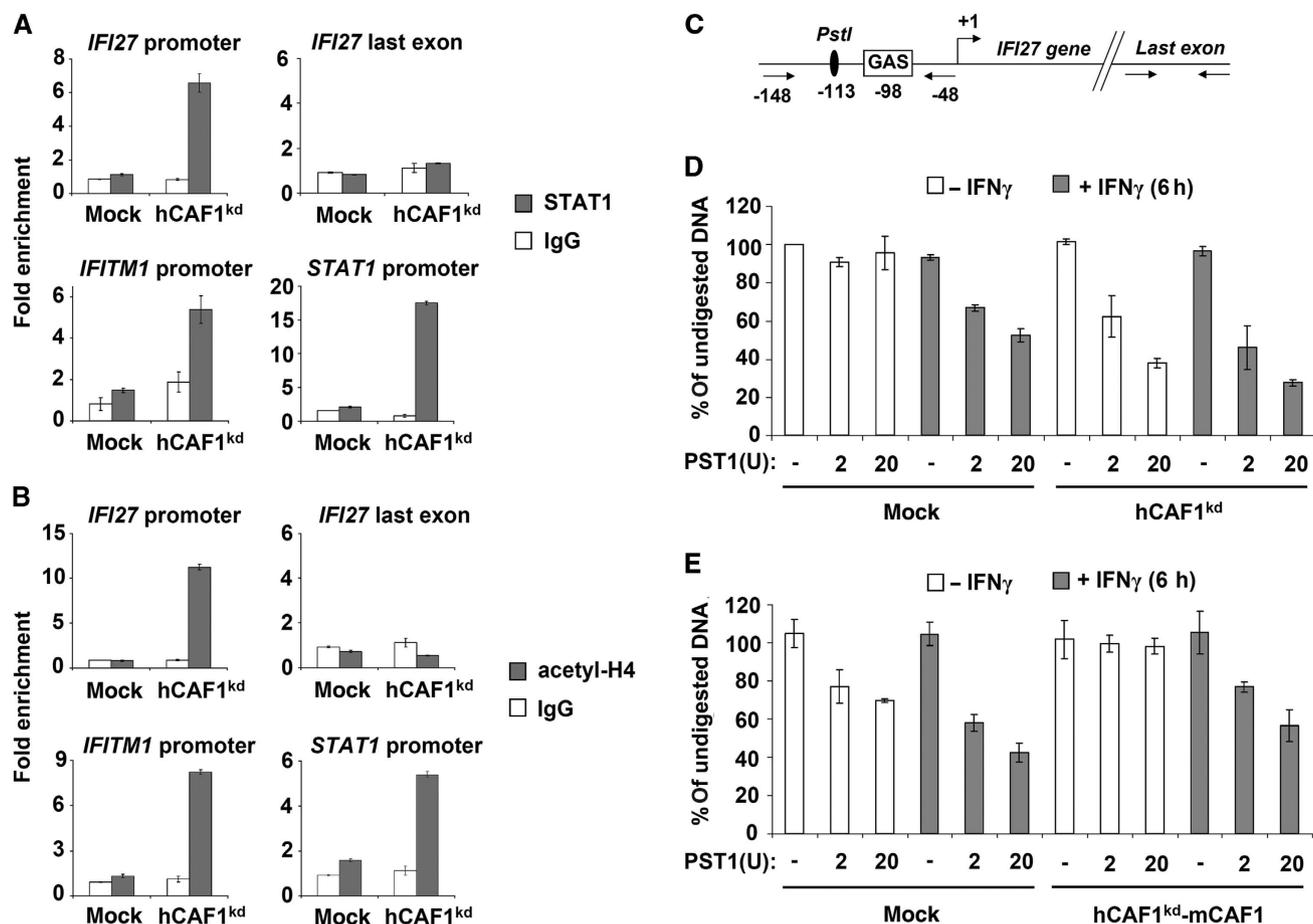 A
IFI27 promoter
IFI27 last exon
8
6
4
2
0
6
4
2
0
Mock hCAF1kd
Mock hCAF1kd
IFITM1 promoter
STAT1 promoter
6
4
2
0
20
15
10
5
0
Mock hCAF1kd
Mock hCAF1kd
Fold enrichment
STAT1
IgG
B
IFI27 promoter
IFI27 last exon
15
10
5
0
6
4
2
0
Mock hCAF1kd
Mock hCAF1kd
IFITM1 promoter
STAT1 promoter
9
6
3
0
6
4
2
0
Mock hCAF1kd
Mock hCAF1kd
Fold enrichment
acetyl-H4
IgG
C
PstI
+1
GAS
IFI27 gene
Last exon
-148
-113
-98
-48
D
– IFNγ
+ IFNγ (6 h)
% Of undigested DNA
120
100
80
60
40
20
0
PST1(U): - 2 20 - 2 20 - 2 20 - 2 20
Mock
hCAF1kd
E
– IFNγ
+ IFNγ (6 h)
% Of undigested DNA
120
100
80
60
40
20
0
PST1(U): - 2 20 - 2 20 - 2 20 - 2 20
Mock
hCAF1kd-mCAF1